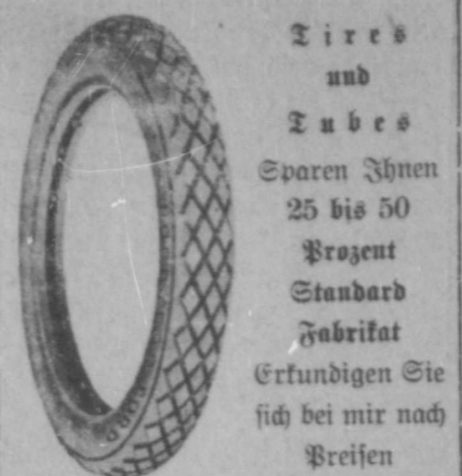 Tires
und
Tubes
Sparen Ihnen
25 bis 50
Prozent
Standard
Fabrikat
Erkundigen Sie
sich bei mir nach
Preisen